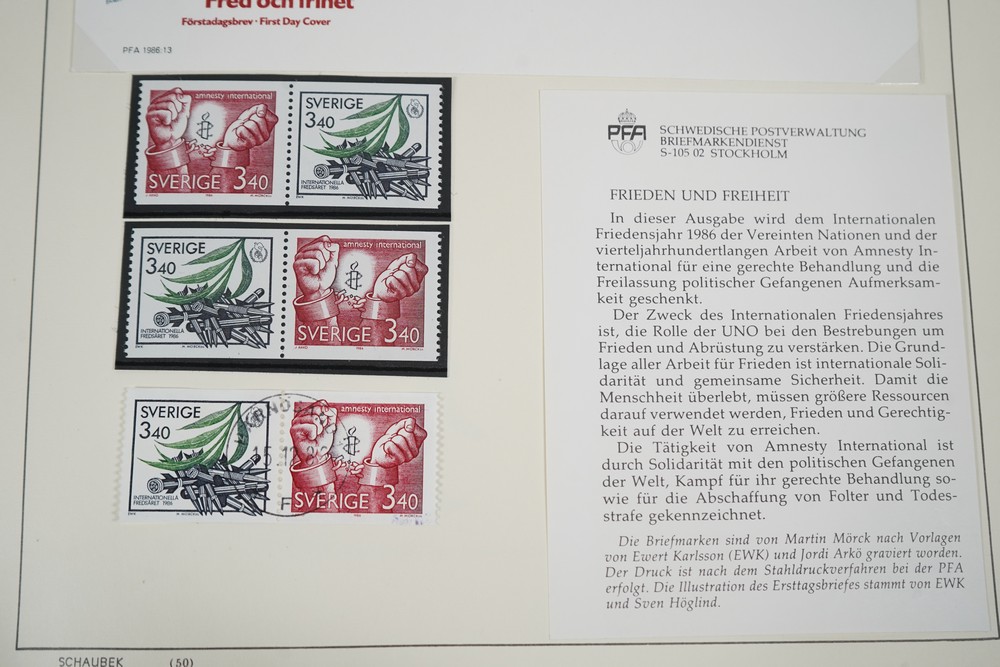 Fred och frihet
Förstadagsbrev · First Day Cover
PFA 1986:13
amnesty international
SVERIGE 3.40
SVERIGE
3.40
INTERNATIONELLA
FREDSÅRET 1986
EWK M. MÖRCK sc.
SVERIGE
3.40
INTERNATIONELLA
FREDSÅRET 1986
EWK M. MÖRCK sc.
amnesty international
SVERIGE 3.40
SVERIGE
3.40
INTERNATIONELLA
FREDSÅRET 1986
EWK M. MÖRCK sc.
amnesty international
SVERIGE 3.40
PFA
SCHWEDISCHE POSTVERWALTUNG
BRIEFMARKENDIENST
S-105 02 STOCKHOLM
FRIEDEN UND FREIHEIT
In dieser Ausgabe wird dem Internationalen
Friedensjahr 1986 der Vereinten Nationen und der
vierteljahrhundertlangen Arbeit von Amnesty In-
ternational für eine gerechte Behandlung und die
Freilassung politischer Gefangenen Aufmerksam-
keit geschenkt.
Der Zweck des Internationalen Friedensjahres
ist, die Rolle der UNO bei den Bestrebungen um
Frieden und Abrüstung zu verstärken. Die Grund-
lage aller Arbeit für Frieden ist internationale Soli-
darität und gemeinsame Sicherheit. Damit die
Menschheit überlebt, müssen größere Ressourcen
darauf verwendet werden, Frieden und Gerechtig-
keit auf der Welt zu erreichen.
Die Tätigkeit von Amnesty International ist
durch Solidarität mit den politischen Gefangenen
der Welt, Kampf für ihr gerechte Behandlung so-
wie für die Abschaffung von Folter und Todes-
strafe gekennzeichnet.
Die Briefmarken sind von Martin Mörck nach Vorlagen
von Ewert Karlsson (EWK) und Jordi Arkö graviert worden.
Der Druck ist nach dem Stahldruckverfahren bei der PFA
erfolgt. Die Illustration des Ersttagsbriefes stammt von EWK
und Sven Höglind.
SCHAUBEK (50)